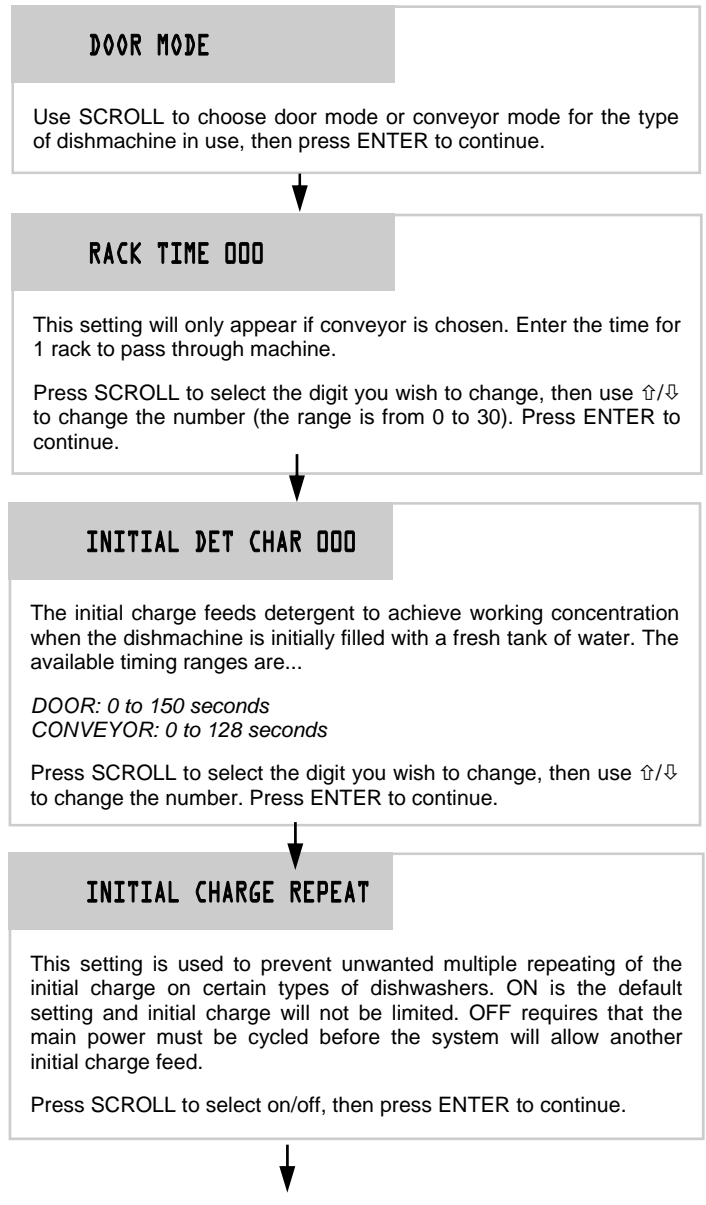 DOOR MODE
Use SCROLL to choose door mode or conveyor mode for the type
of dishmachine in use, then press ENTER to continue.
RACK TIME 000
This setting will only appear if conveyor is chosen. Enter the time for
1 rack to pass through machine.
Press SCROLL to select the digit you wish to change, then use ⇧/⇩
to change the number (the range is from 0 to 30). Press ENTER to
continue.
INITIAL DET CHAR 000
The initial charge feeds detergent to achieve working concentration
when the dishmachine is initially filled with a fresh tank of water. The
available timing ranges are...
DOOR: 0 to 150 seconds
CONVEYOR: 0 to 128 seconds
Press SCROLL to select the digit you wish to change, then use ⇧/⇩
to change the number. Press ENTER to continue.
INITIAL CHARGE REPEAT
This setting is used to prevent unwanted multiple repeating of the
initial charge on certain types of dishwashers. ON is the default
setting and initial charge will not be limited. OFF requires that the
main power must be cycled before the system will allow another
initial charge feed.
Press SCROLL to select on/off, then press ENTER to continue.